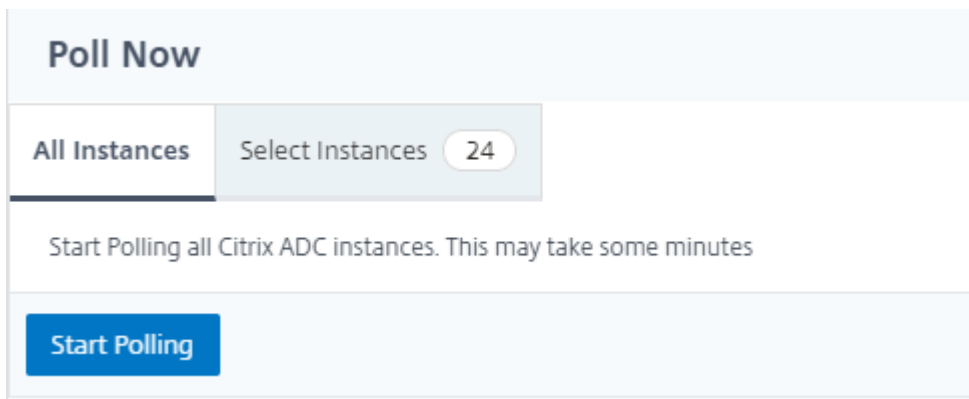 Poll Now
All Instances
Select Instances 24
Start Polling all Citrix ADC instances. This may take some minutes
Start Polling